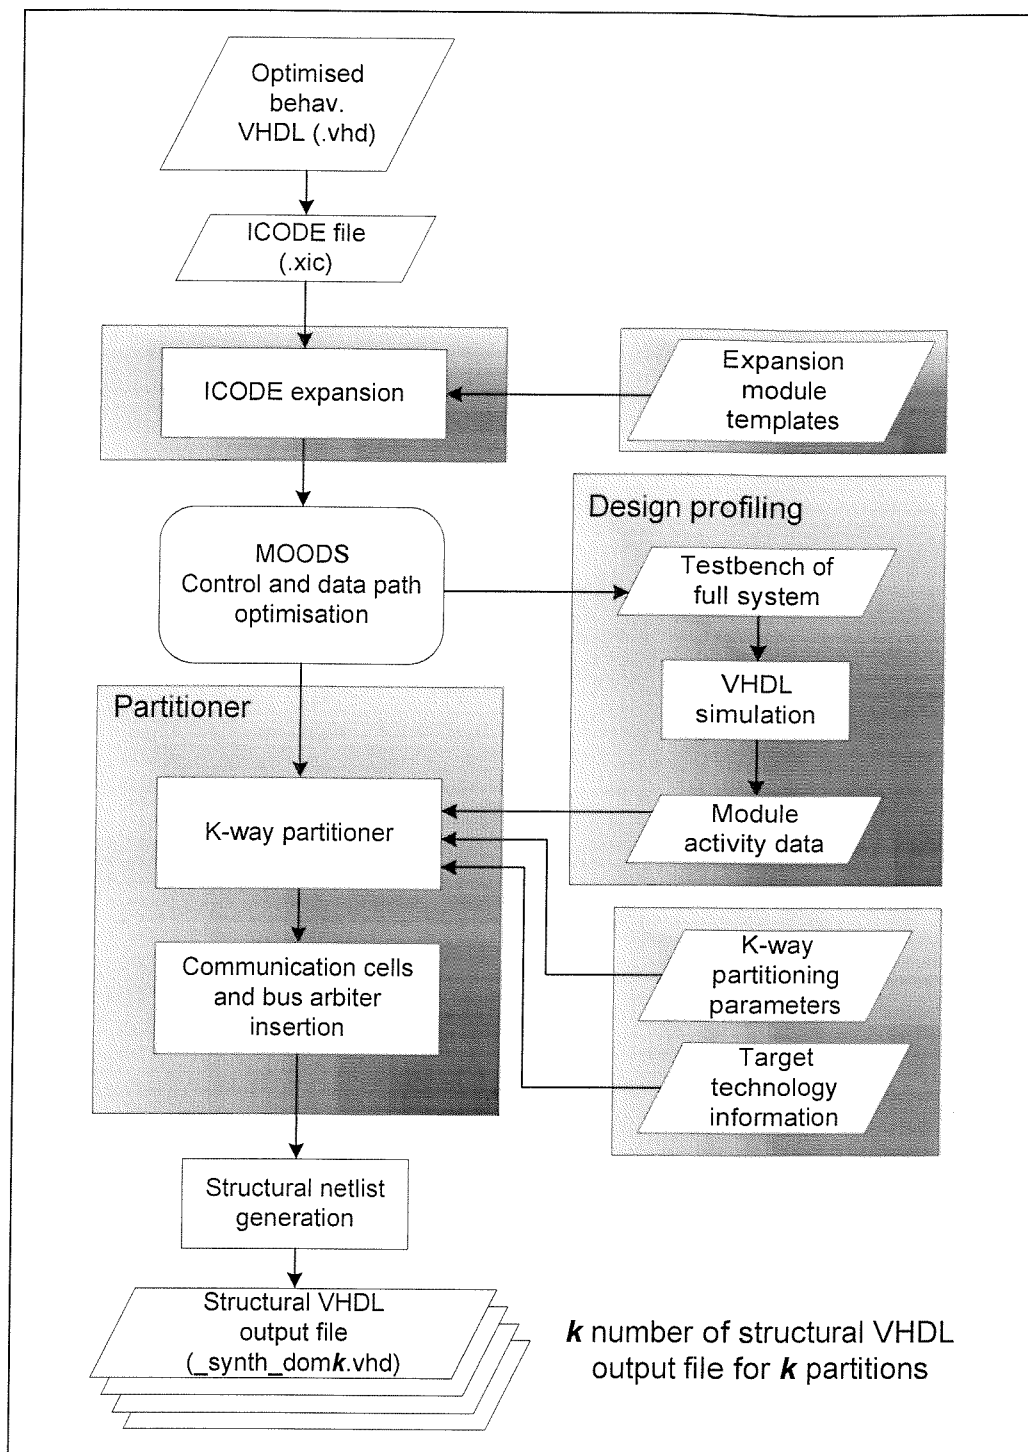 Optimised
behav.
VHDL (.vhd)
ICODE file
(.xic)
ICODE expansion
Expansion
module
templates
MOODS
Control and data path
optimisation
Design profiling
Testbench of
full system
VHDL
simulation
Module
activity data
Partitioner
K-way partitioner
Communication cells
and bus arbiter
insertion
K-way
partitioning
parameters
Target
technology
information
Structural netlist
generation
Structural VHDL
output file
(_synth_domk.vhd)
k number of structural VHDL
output file for k partitions